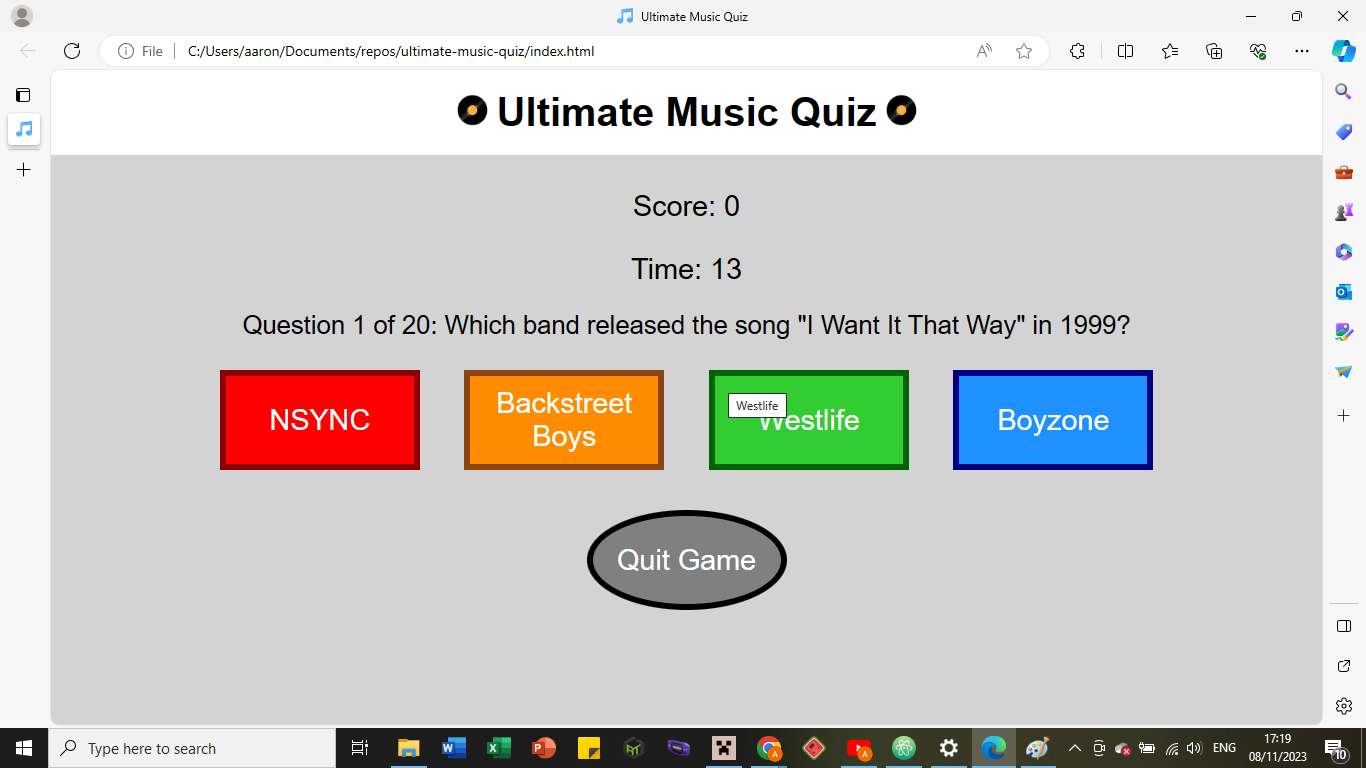 Ultimate Music Quiz
File
C:/Users/aaron/Documents/repos/ultimate-music-quiz/index.html
Ultimate Music Quiz
Score: 0
Time: 13
Question 1 of 20: Which band released the song "I Want It That Way" in 1999?
NSYNC
Backstreet
Boys
Westlife
Westlife
Boyzone
Quit Game
Type here to search
ENG
17:19
08/11/2023
10